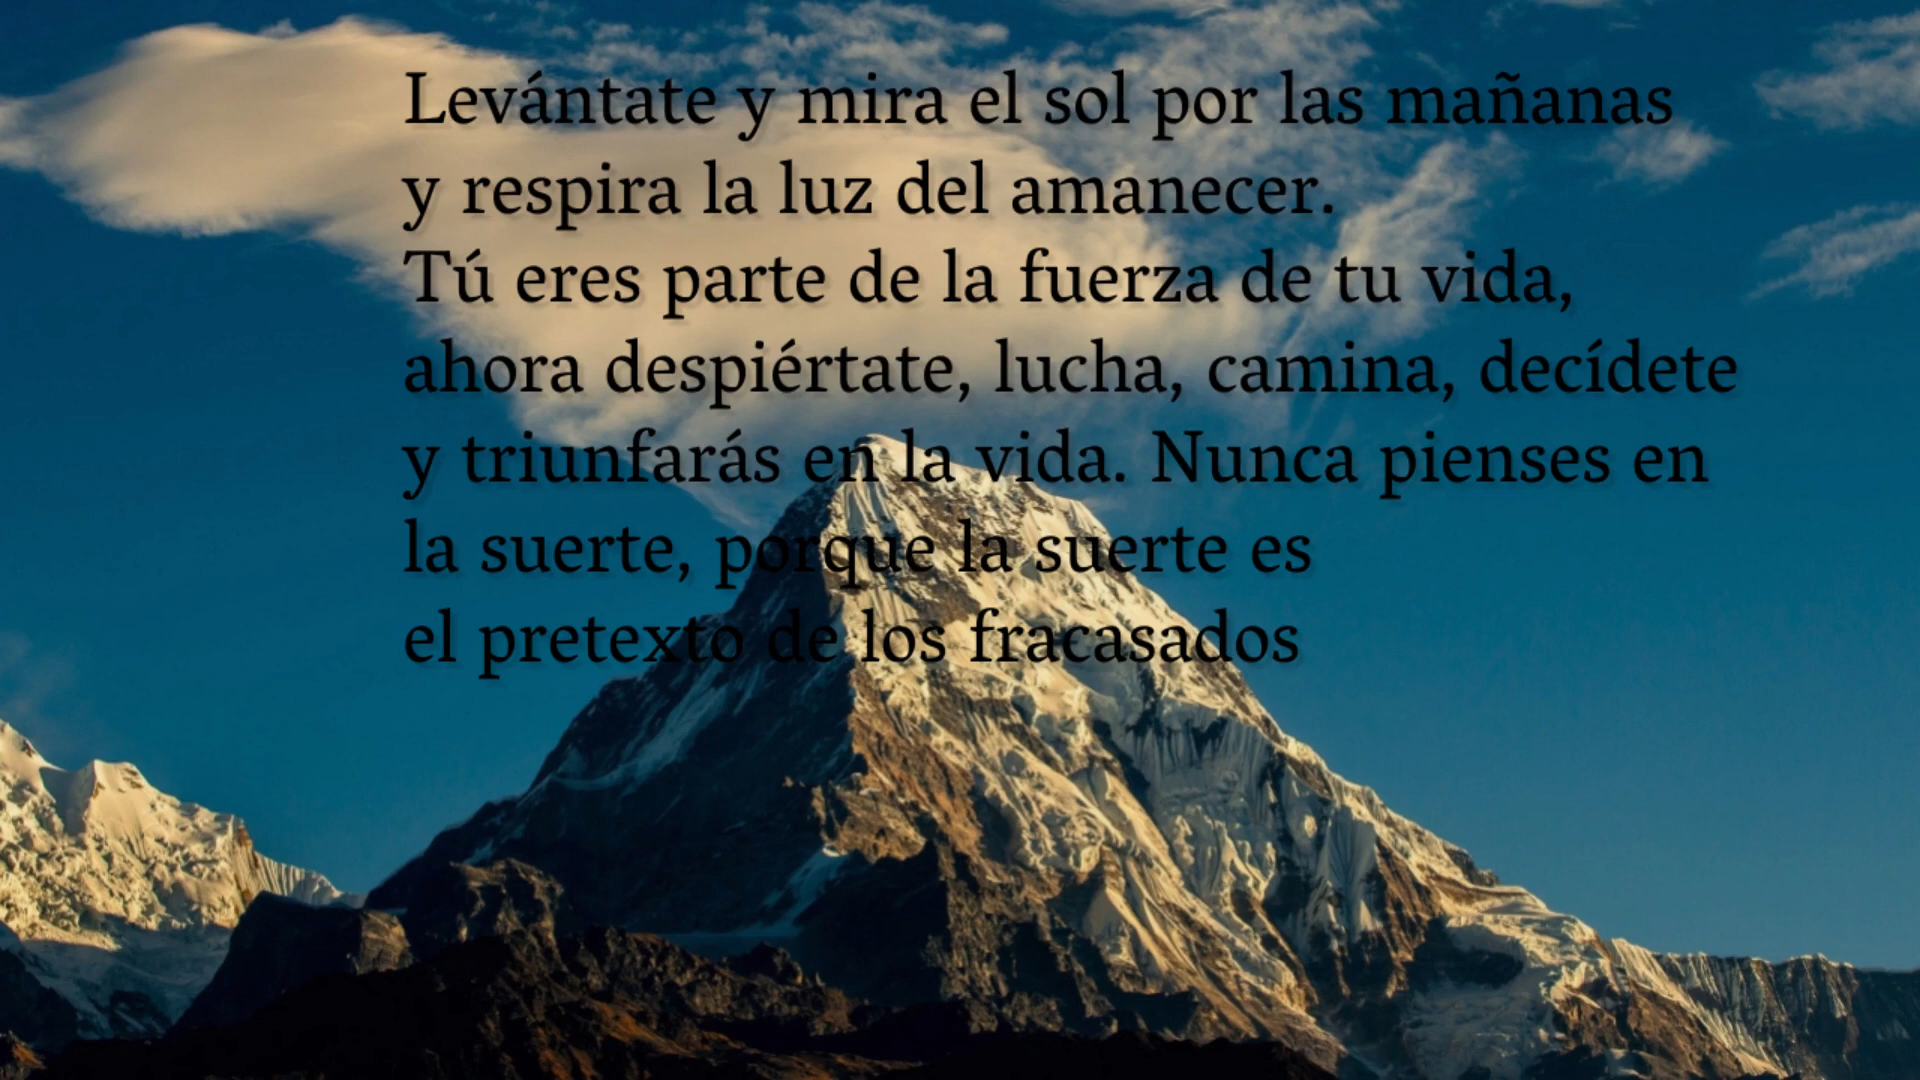 Levántate y mira el sol por las mañanas
y respira la luz del amanecer.
Tú eres parte de la fuerza de tu vida,
ahora despiértate, lucha, camina, decídete
y triunfarás en la vida. Nunca pienses en
la suerte, porque la suerte es
el pretexto de los fracasados